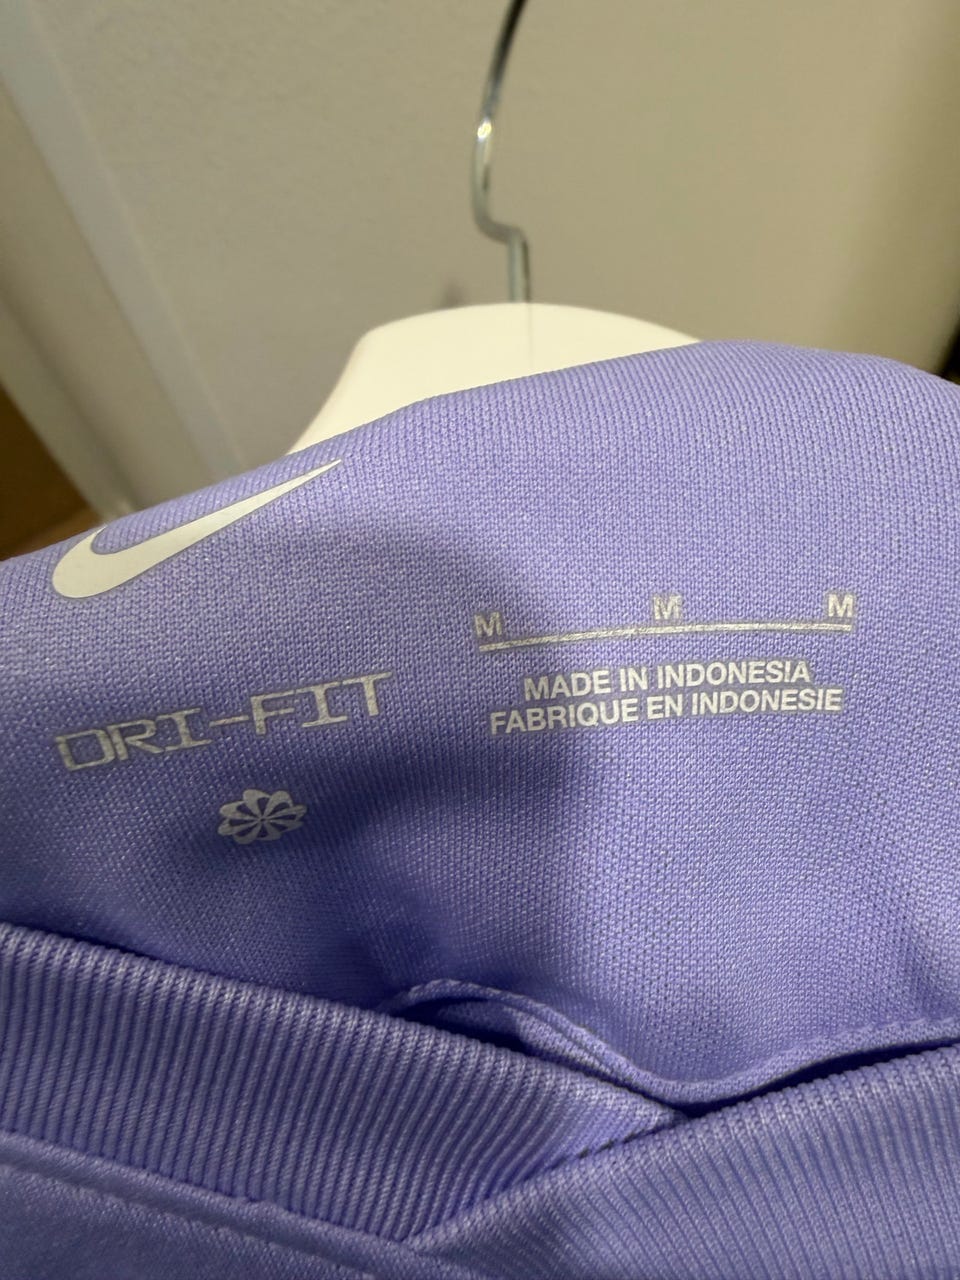 DRI-FIT
M M M
MADE IN INDONESIA
FABRIQUE EN INDONESIE